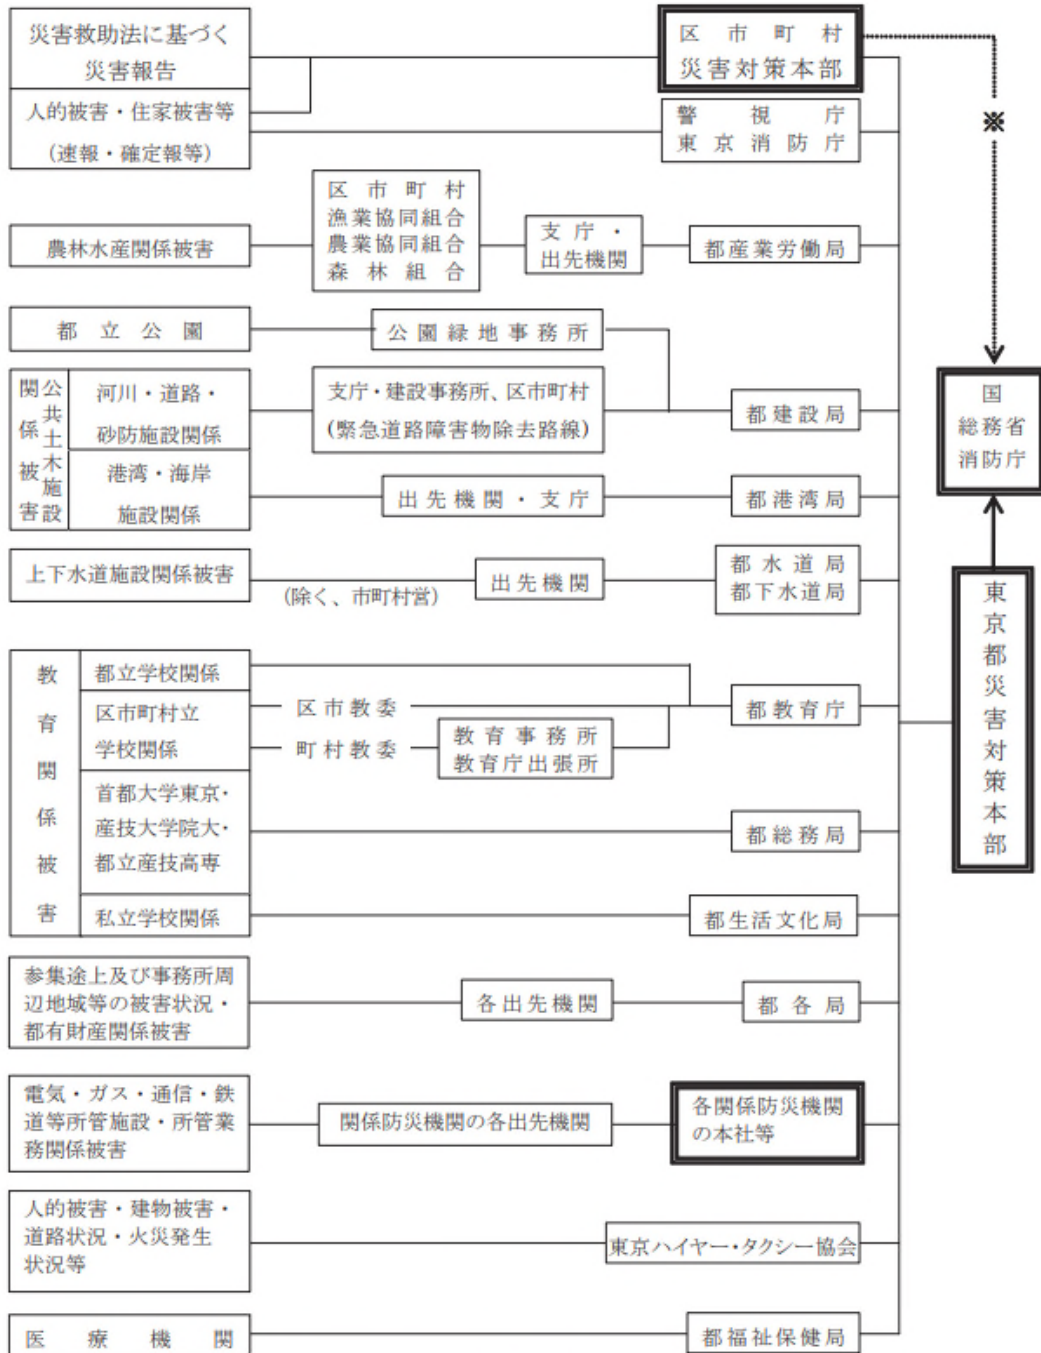 災害救助法に基づく
災害報告
人的被害・住家被害等
(速報・確定報等)
区市町村
災害対策本部
警視庁
東京消防庁
※
農林水産関係被害
区市町村
漁業協同組合
農業協同組合
森林組合
支庁・
出先機関
都産業労働局
都立公園
公園緑地事務所
公共土木施設
関係被害
河川・道路・
砂防施設関係
支庁・建設事務所、区市町村
(緊急道路障害物除去路線)
都建設局
港湾・海岸
施設関係
出先機関・支庁
都港湾局
国
総務省
消防庁
上下水道施設関係被害
(除く、市町村営)
出先機関
都水道局
都下水道局
東京都災害対策本部
教育関係被害
都立学校関係
区市町村立
学校関係
区市教委
町村教委
教育事務所
教育庁出張所
都教育庁
首都大学東京・
産技大学院大・
都立産技高専
都総務局
私立学校関係
都生活文化局
参集途上及び事務所周
辺地域等の被害状況・
都有財産関係被害
各出先機関
都各局
電気・ガス・通信・鉄
道等所管施設・所管業
務関係被害
関係防災機関の各出先機関
各関係防災機関
の本社等
人的被害・建物被害・
道路状況・火災発生
状況等
東京ハイヤー・タクシー協会
医療機関
都福祉保健局